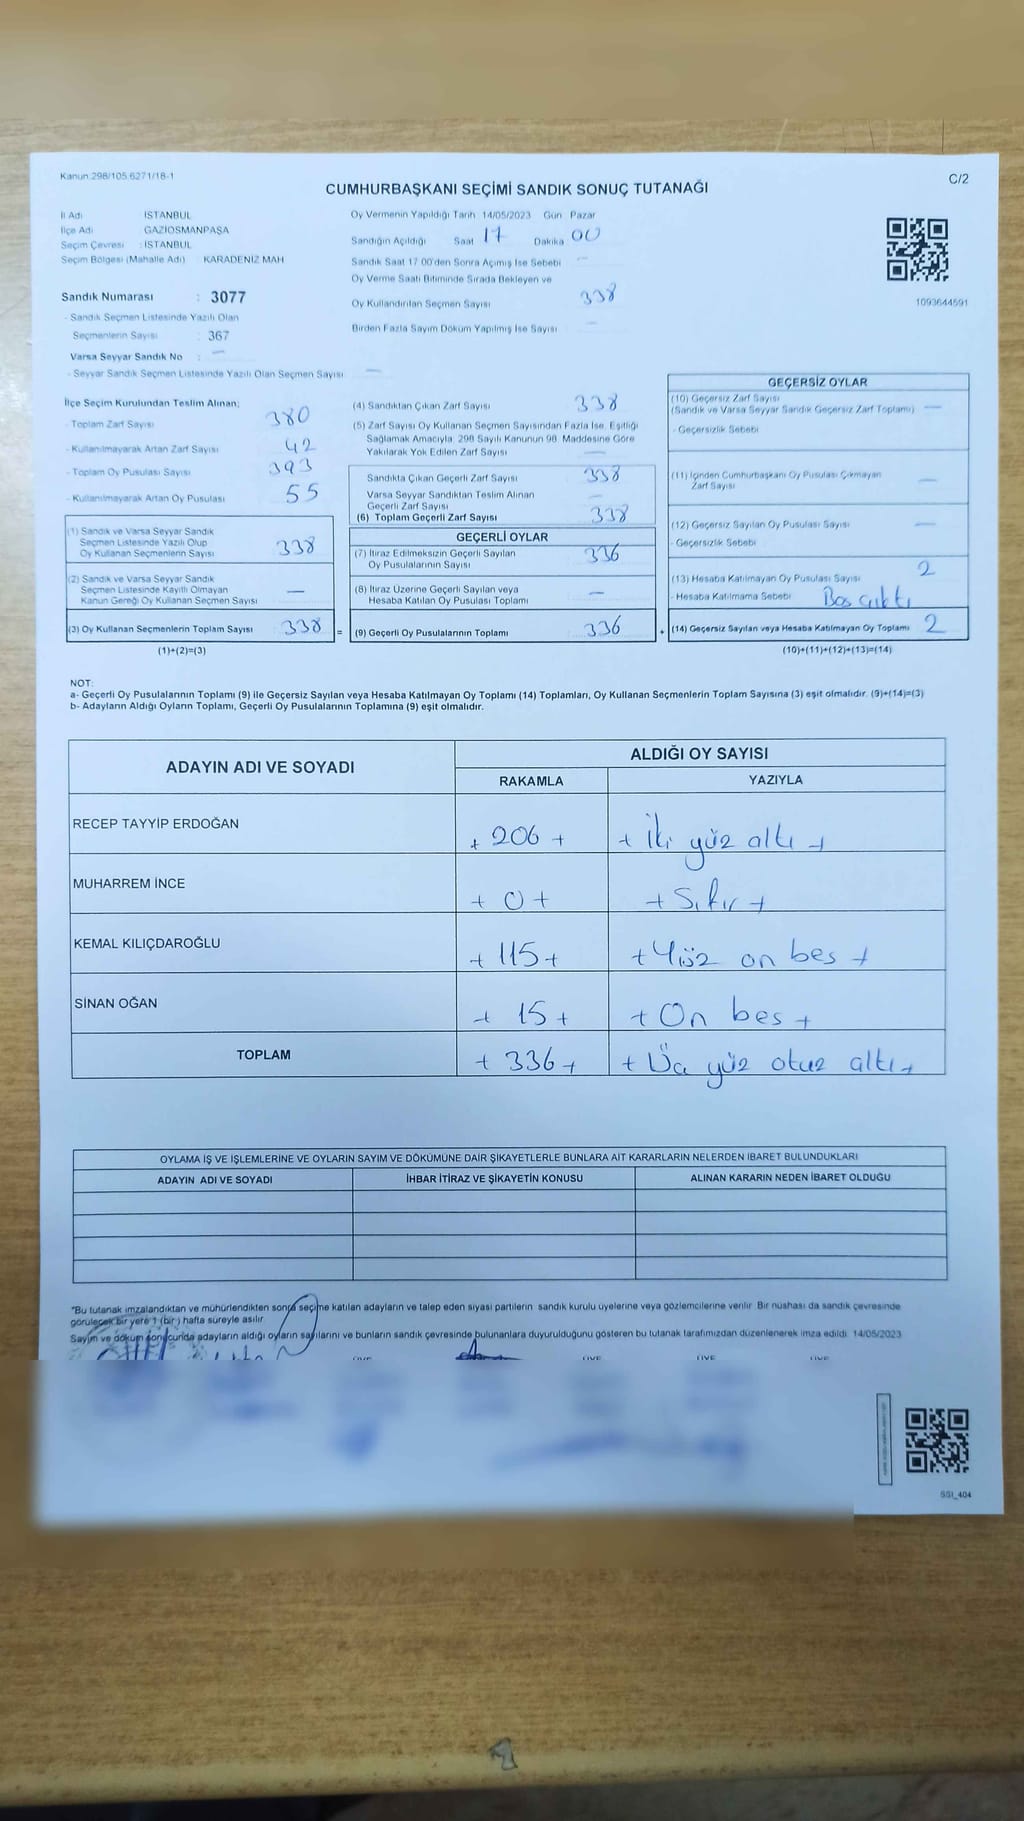 Kanun:298/105.6271/18-1
C/2
CUMHURBAŞKANI SEÇİMİ SANDIK SONUÇ TUTANAĞI
İl Adı İSTANBUL
İlçe Adı GAZİOSMANPAŞA
Seçim Çevresi : İSTANBUL
Seçim Bölgesi (Mahalle Adı) : KARADENİZ MAH
Sandık Numarası : 3077
- Sandık Seçmen Listesinde Yazılı Olan
Seçmenlerin Sayısı : 367
Varsa Seyyar Sandık No : —
- Seyyar Sandık Seçmen Listesinde Yazılı Olan Seçmen Sayısı : —
Oy Vermenin Yapıldığı Tarih 14/05/2023 Gün Pazar
Sandığın Açıldığı Saat 17 Dakika 00
Sandık Saat 17:00'den Sonra Açımış İse Sebebi —
Oy Verme Saati Bitiminde Sırada Bekleyen ve
Oy Kullandırılan Seçmen Sayısı 338
Birden Fazla Sayım Döküm Yapılmış İse Sayısı —
1093644591
İlçe Seçim Kurulundan Teslim Alınan;
- Toplam Zarf Sayısı 380
- Kullanılmayarak Artan Zarf Sayısı 42
- Toplam Oy Pusulası Sayısı 393
- Kullanılmayarak Artan Oy Pusulası 55
(1) Sandık ve Varsa Seyyar Sandık
Seçmen Listesinde Yazılı Olup
Oy Kullanan Seçmenlerin Sayısı 338
(2) Sandık ve Varsa Seyyar Sandık
Seçmen Listesinde Kayıtlı Olmayan
Kanun Gereği Oy Kullanan Seçmen Sayısı —
(3) Oy Kullanan Seçmenlerin Toplam Sayısı 338 =
(1)+(2)=(3)
(4) Sandıktan Çıkan Zarf Sayısı 338
(5) Zarf Sayısı Oy Kullanan Seçmen Sayısından Fazla İse, Eşitliği
Sağlamak Amacıyla, 298 Sayılı Kanunun 98. Maddesine Göre
Yakılarak Yok Edilen Zarf Sayısı —
Sandıkta Çıkan Geçerli Zarf Sayısı 338
Varsa Seyyar Sandıktan Teslim Alınan
Geçerli Zarf Sayısı —
(6) Toplam Geçerli Zarf Sayısı 338
GEÇERLİ OYLAR
(7) İtiraz Edilmeksizin Geçerli Sayılan
Oy Pusulalarının Sayısı 336
(8) İtiraz Üzerine Geçerli Sayılan veya
Hesaba Katılan Oy Pusulası Toplamı —
(9) Geçerli Oy Pusulalarının Toplamı 336 +
GEÇERSİZ OYLAR
(10) Geçersiz Zarf Sayısı
(Sandık ve Varsa Seyyar Sandık Geçersiz Zarf Toplamı) —
- Geçersizlik Sebebi
(11) İçinden Cumhurbaşkanı Oy Pusulası Çıkmayan
Zarf Sayısı —
(12) Geçersiz Sayılan Oy Pusulası Sayısı —
- Geçersizlik Sebebi
(13) Hesaba Katılmayan Oy Pusulası Sayısı 2
- Hesaba Katılmama Sebebi Bos çıktı
(14) Geçersiz Sayılan veya Hesaba Katılmayan Oy Toplamı 2
(10)+(11)+(12)+(13)=(14)
NOT:
a- Geçerli Oy Pusulalarının Toplamı (9) ile Geçersiz Sayılan veya Hesaba Katılmayan Oy Toplamı (14) Toplamları, Oy Kullanan Seçmenlerin Toplam Sayısına (3) eşit olmalıdır. (9)+(14)=(3)
b- Adayların Aldığı Oyların Toplamı, Geçerli Oy Pusulalarının Toplamına (9) eşit olmalıdır.
ADAYIN ADI VE SOYADI
ALDIĞI OY SAYISI
RAKAMLA YAZIYLA
RECEP TAYYİP ERDOĞAN + 206 + + İki yüz altı +
MUHARREM İNCE + 0 + + Sıfır +
KEMAL KILIÇDAROĞLU + 115 + + Yüz on bes +
SİNAN OĞAN + 15 + + On bes +
TOPLAM + 336 + + Üç yüz otuz altı +
OYLAMA İŞ VE İŞLEMLERİNE VE OYLARIN SAYIM VE DÖKÜMÜNE DAİR ŞİKAYETLERLE BUNLARA AİT KARARLARIN NELERDEN İBARET BULUNDUKLARI
ADAYIN ADI VE SOYADI İHBAR İTİRAZ VE ŞİKAYETİN KONUSU ALINAN KARARIN NEDEN İBARET OLDUĞU
"Bu tutanak imzalandıktan ve mühürlendikten sonra seçime katılan adayların ve talep eden siyasi partilerin sandık kurulu üyelerine veya gözlemcilerine verilir. Bir nüshası da sandık çevresinde
görülecek bir yere 1 (bir) hafta süreyle asılır.
Sayım ve döküm sonucunda adayların aldığı oyların sayılarını ve bunların sandık çevresinde bulunanlara duyurulduğunu gösteren bu tutanak tarafımızdan düzenlenerek imza edildi. 14/05/2023
ÜYE ÜYE ÜYE ÜYE
SSI_404